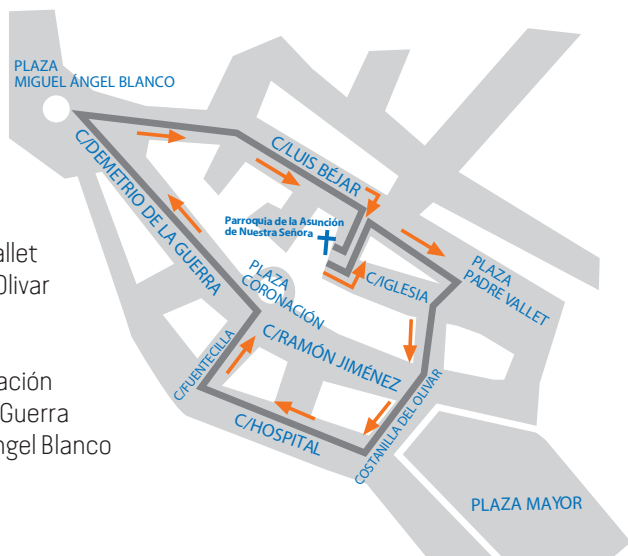 PLAZA
MIGUEL ÁNGEL BLANCO
C/DEMETRIO DE LA GUERRA
C/LUIS BÉJAR
Parroquia de la Asunción
de Nuestra Señora
PLAZA
CORONACIÓN
C/IGLESIA
PLAZA
PADRE VALLET
C/RAMÓN JIMÉNEZ
C/FUENTECILLA
C/HOSPITAL
COSTANILLA DEL OLIVAR
PLAZA MAYOR
allet
Olivar
ación
Guerra
ngel Blanco